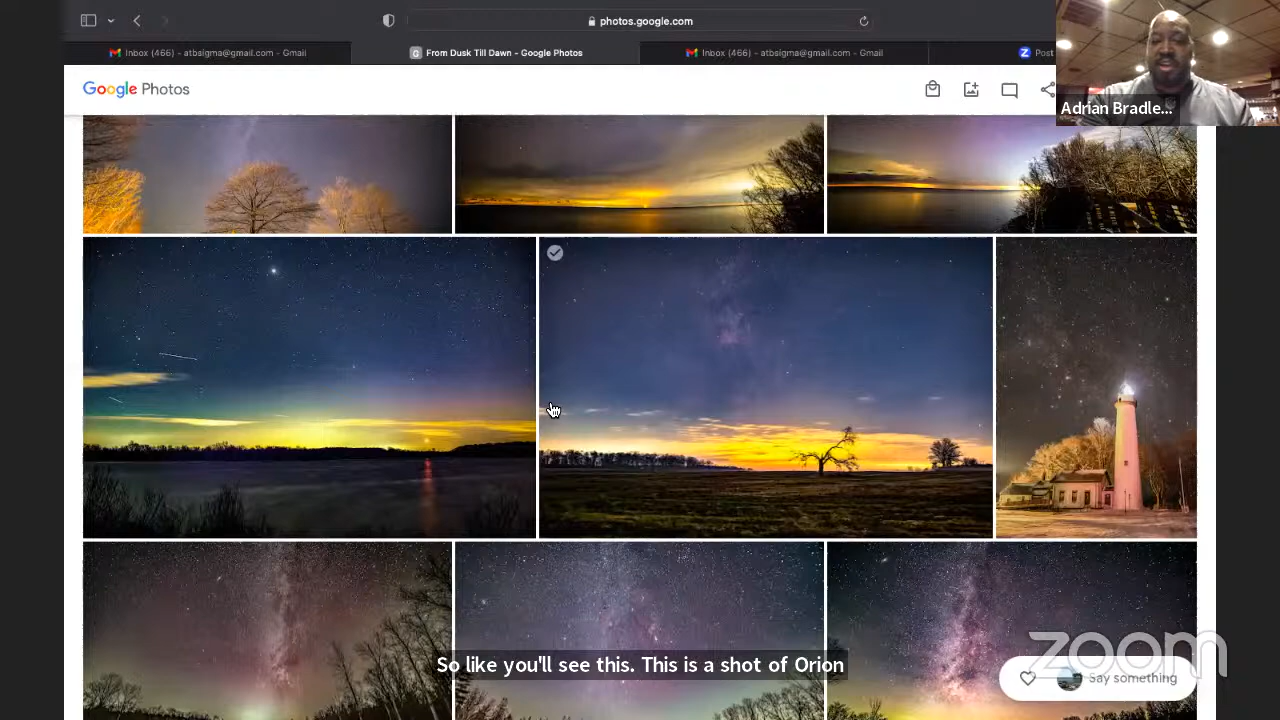 photos.google.com
Inbox (466) - atbsigma@gmail.com - Gmail
G From Dusk Till Dawn - Google Photos
Inbox (466) - atbsigma@gmail.com - Gmail
Z Post
Google Photos
Adrian Bradle...
So like you'll see this. This is a shot of Orion
zoom
Say something